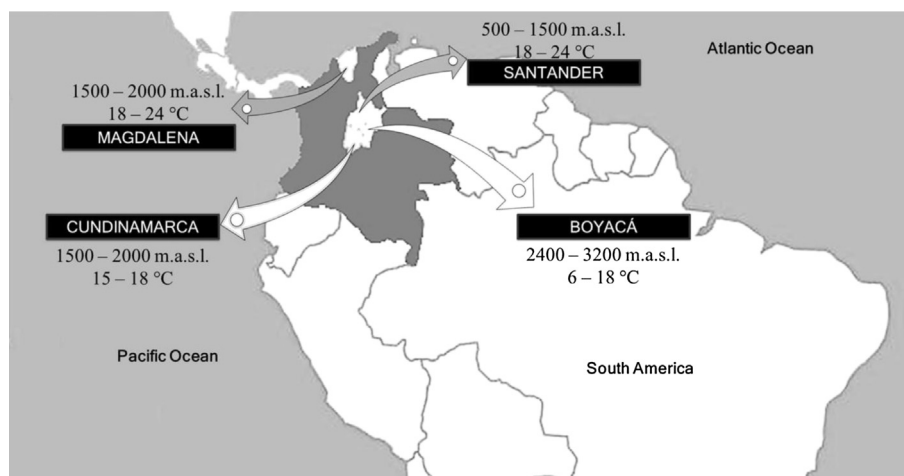 500 – 1500 m.a.s.l.
18 – 24 °C
SANTANDER
Atlantic Ocean
1500 – 2000 m.a.s.l.
18 – 24 °C
MAGDALENA
CUNDINAMARCA
1500 – 2000 m.a.s.l.
15 – 18 °C
BOYACÁ
2400 – 3200 m.a.s.l.
6 – 18 °C
Pacific Ocean
South America